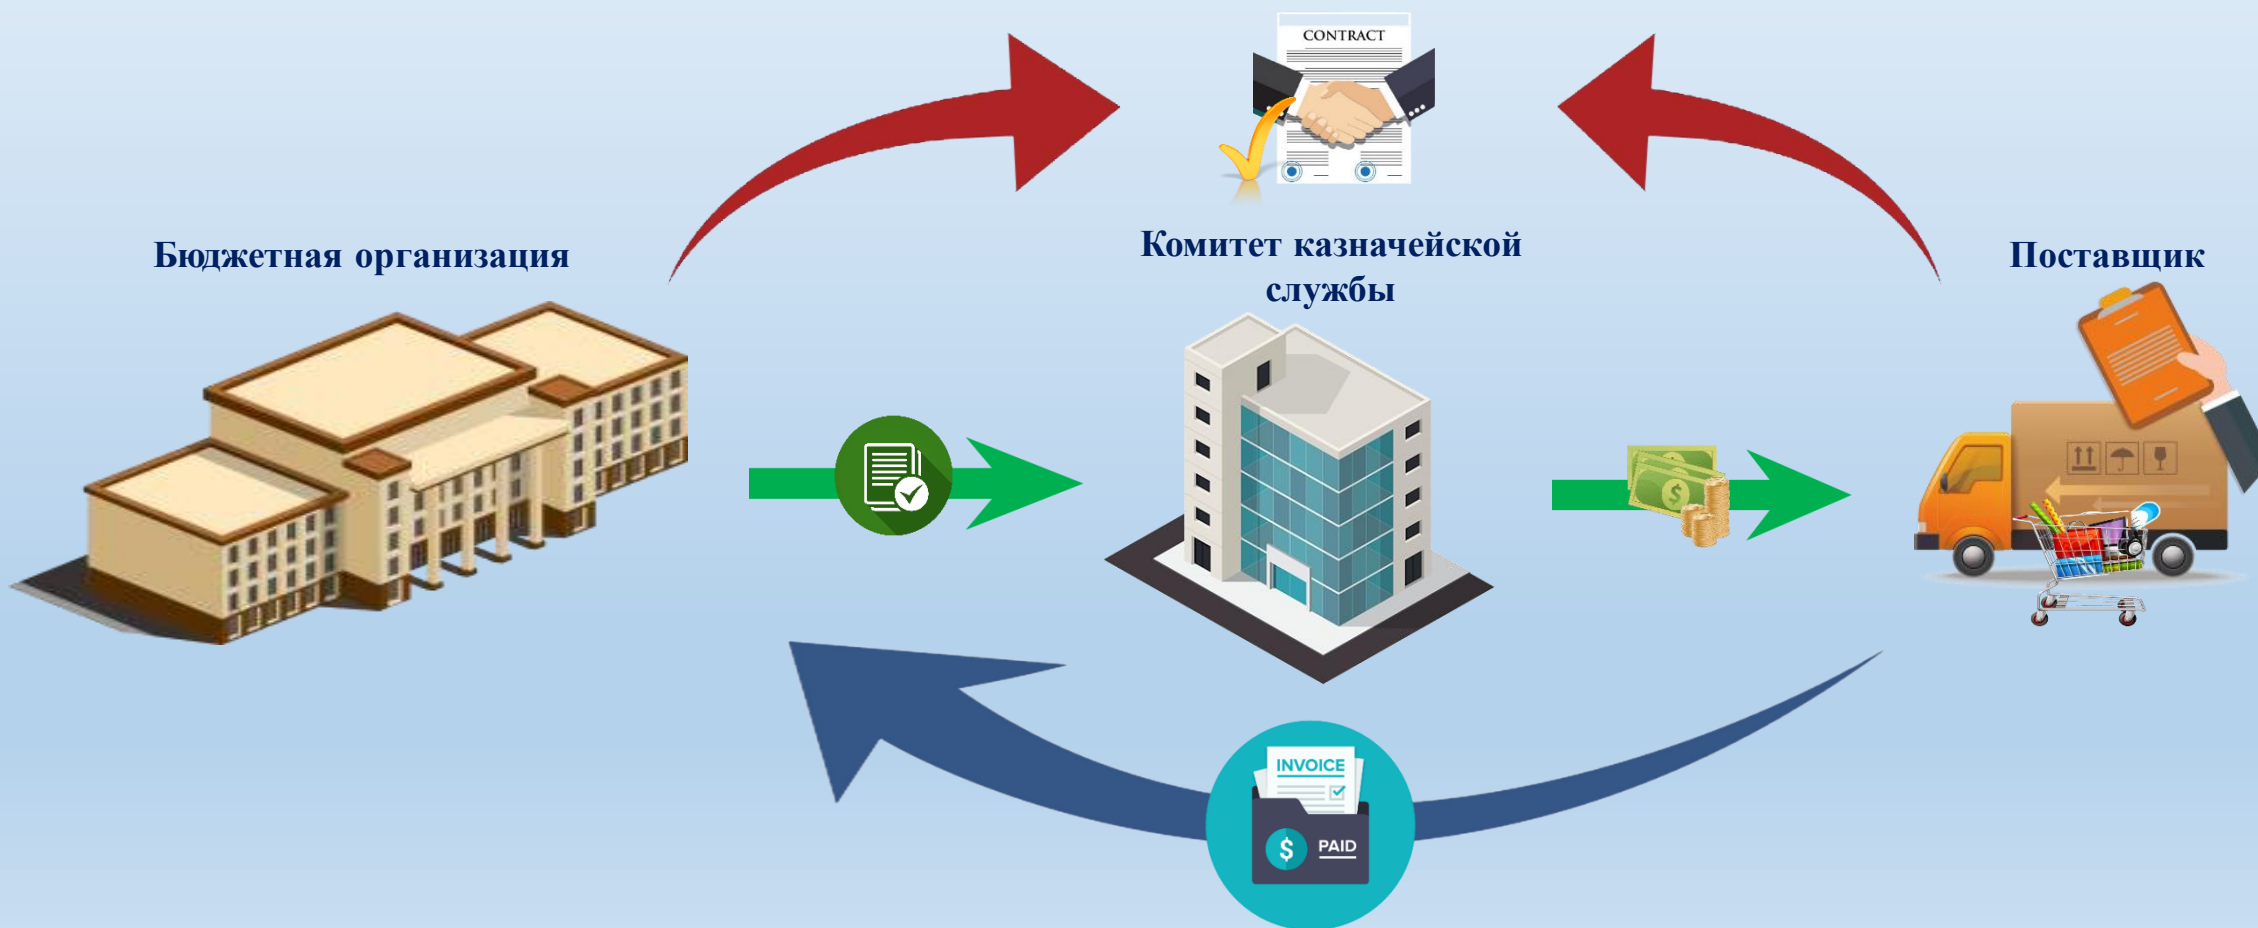 CONTRACT
Бюджетная организация
Комитет казначейской
службы
Поставщик
INVOICE
$ PAID